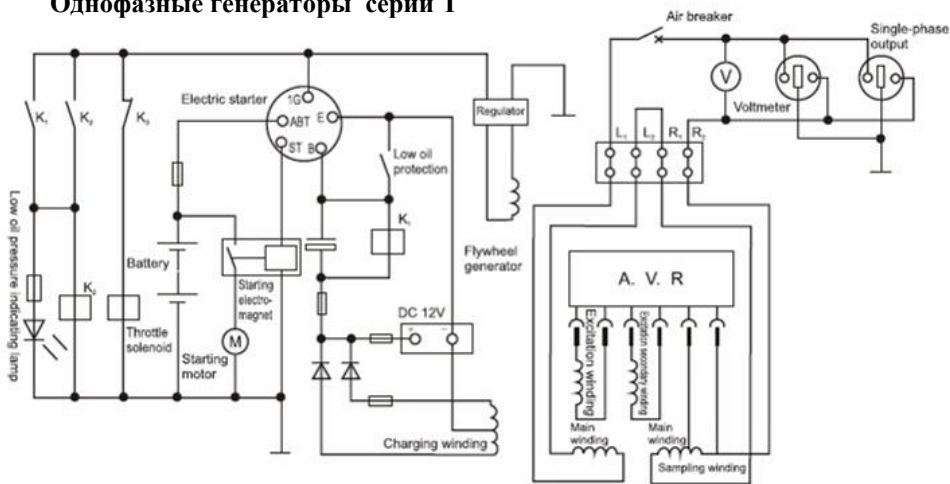 Однофазные генераторы серии Т
Air breaker
Single-phase
output
Electric starter
1G
ABT
E
ST
B
K₁
K₂
K₃
Low oil
protection
K₁
Regulator
V
Voltmeter
L₁
L₂
R₁
R₂
Low oil pressure indicating lamp
K₂
Throttle
solenoid
Battery
Starting
electro-
magnet
M
Starting
motor
DC 12V
+
−
Flywheel
generator
Charging winding
A. V. R
Excitation winding
Excitation secondary winding
Main
winding
Main
winding
Sampling winding